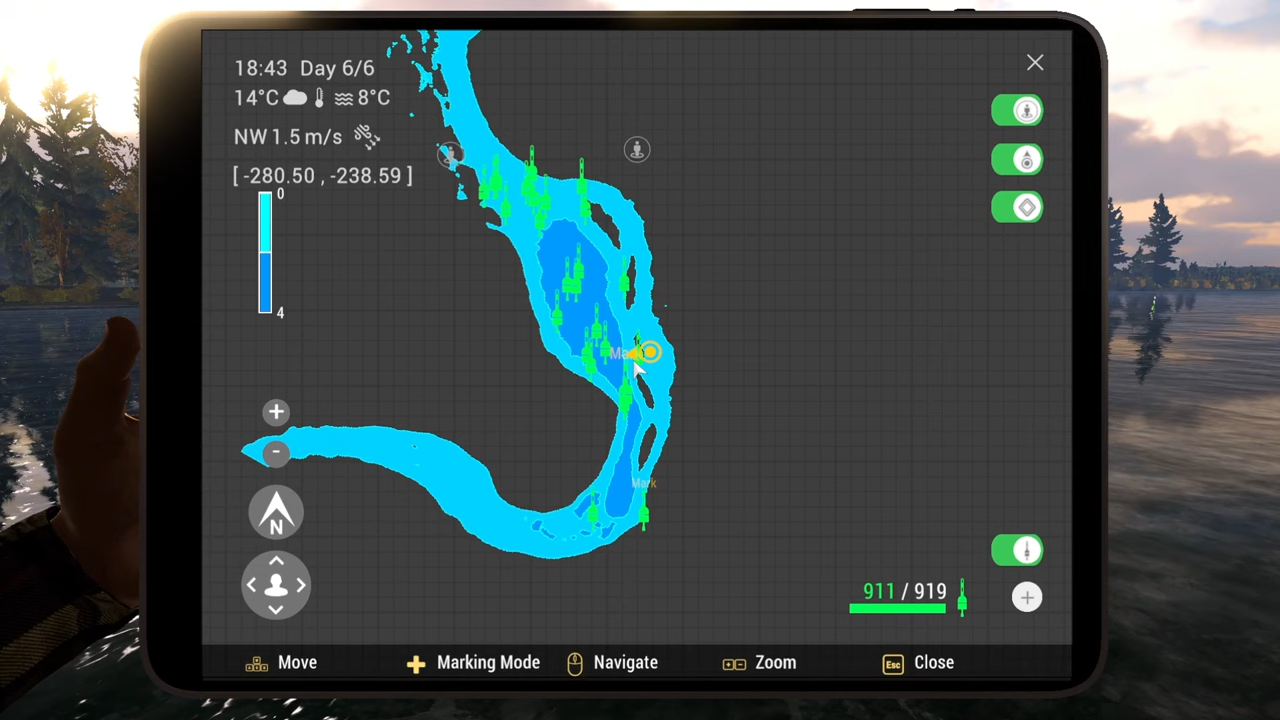 18:43 Day 6/6
14°C 8°C
NW 1.5 m/s
[ -280.50 , -238.59 ]
0
4
+
-
N
Mark
911 / 919
+
Move
Marking Mode
Navigate
Zoom
Esc Close